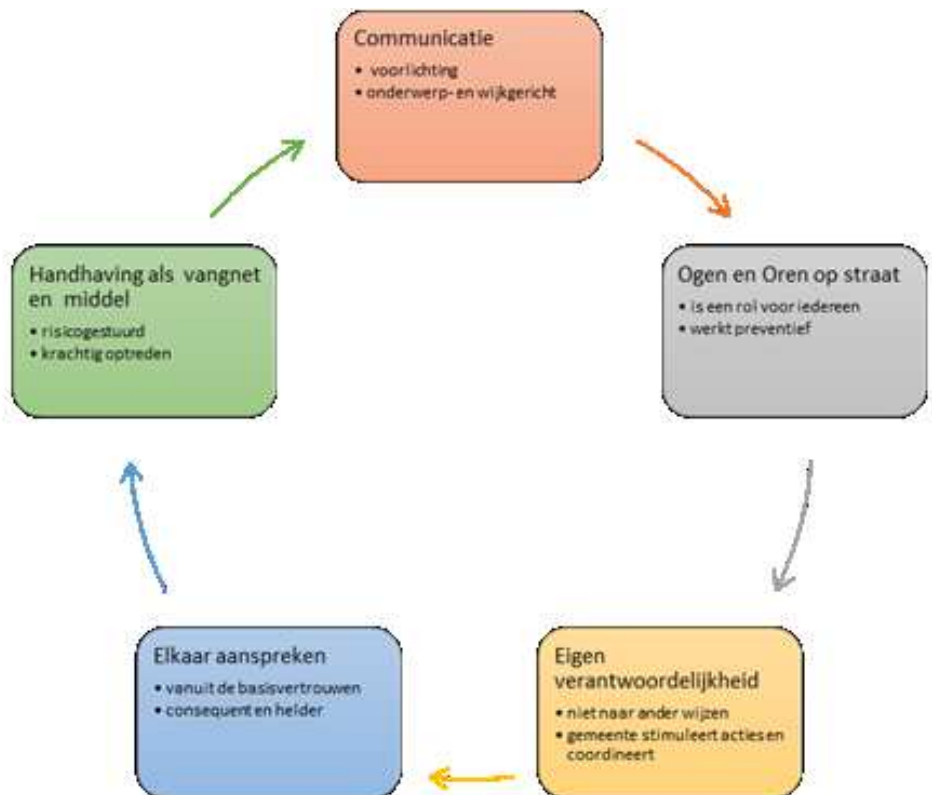 Communicatie
• voorlichting
• onderwerp- en wijkgericht
Ogen en Oren op straat
• is een rol voor iedereen
• werkt preventief
Eigen
verantwoordelijkheid
• niet naar ander wijzen
• gemeente stimuleert acties en
coordineert
Elkaar aanspreken
• vanuit de basisvertrouwen
• consequent en helder
Handhaving als vangnet
en middel
• risicogestuurd
• krachtig optreden